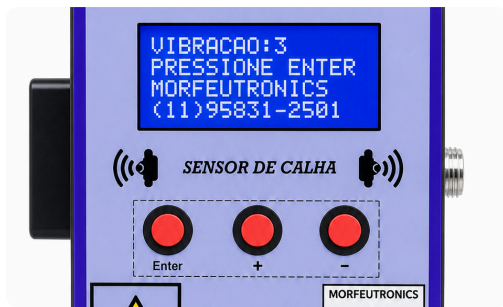 VIBRACAO:3
PRESSIONE ENTER
MORFEUTRONICS
(11)95831-2501
SENSOR DE CALHA
Enter + -
MORFEUTRONICS